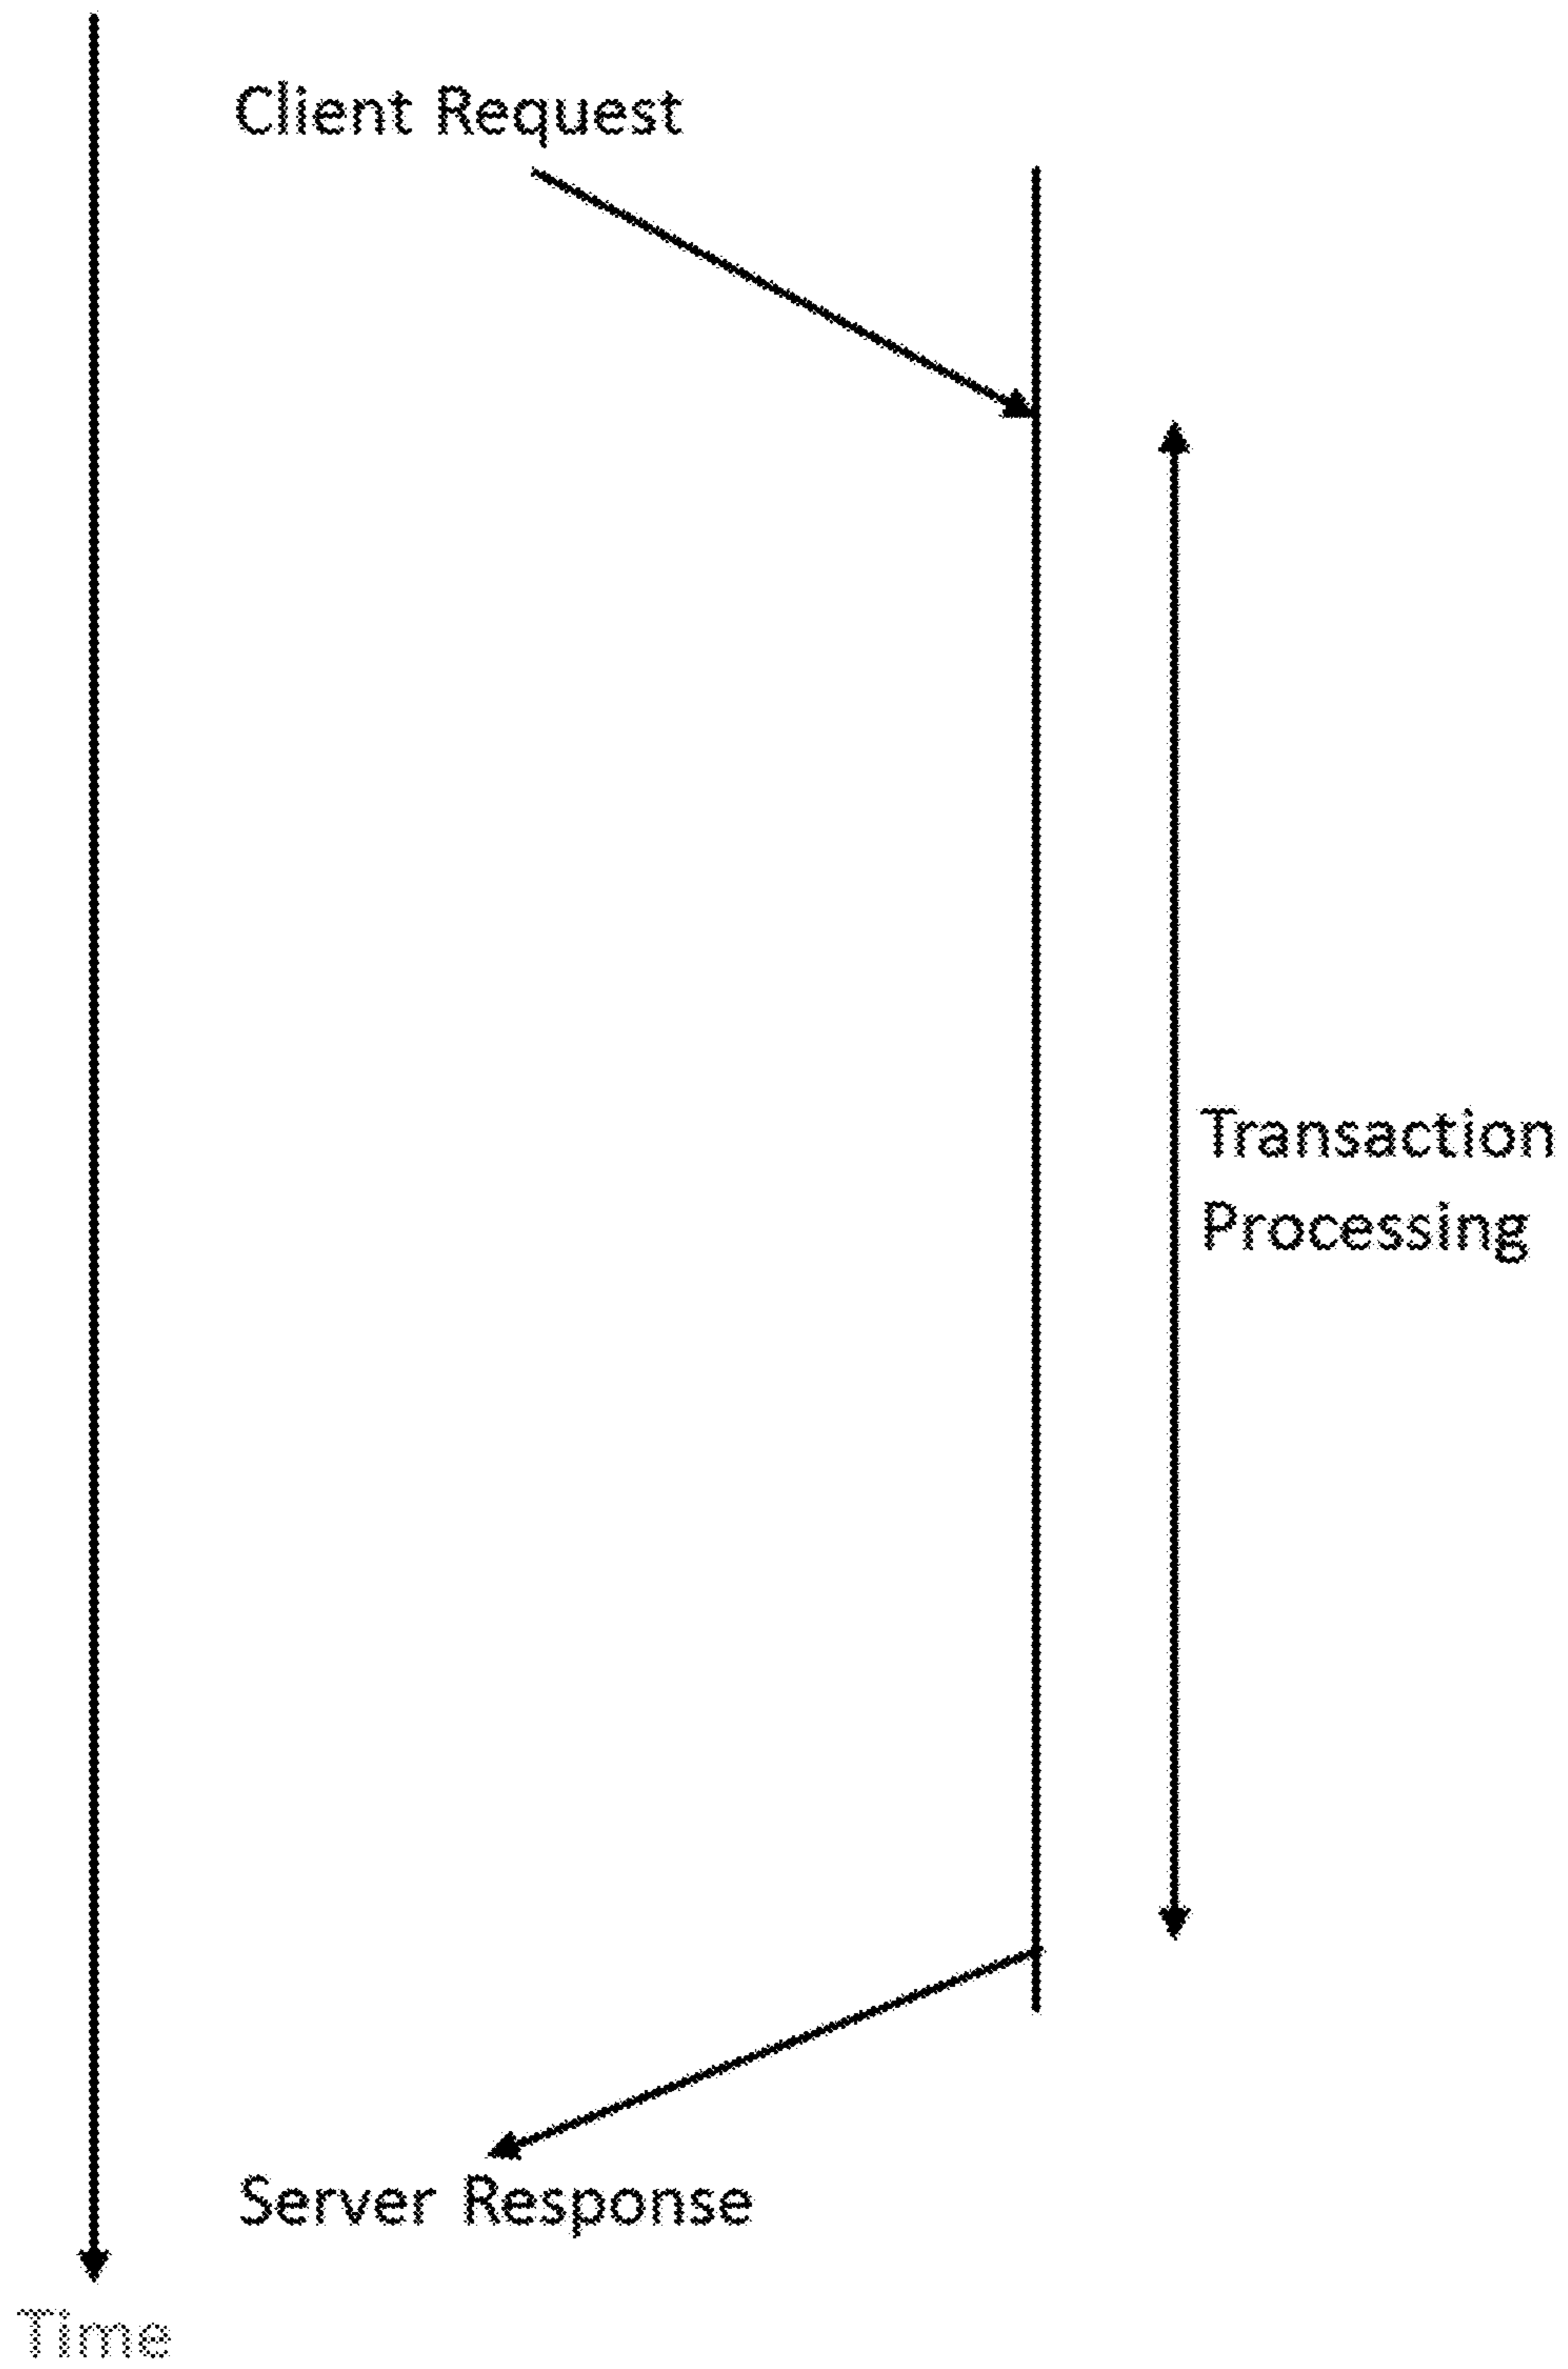 Client Request
Transaction
Processing
Server Response
Time